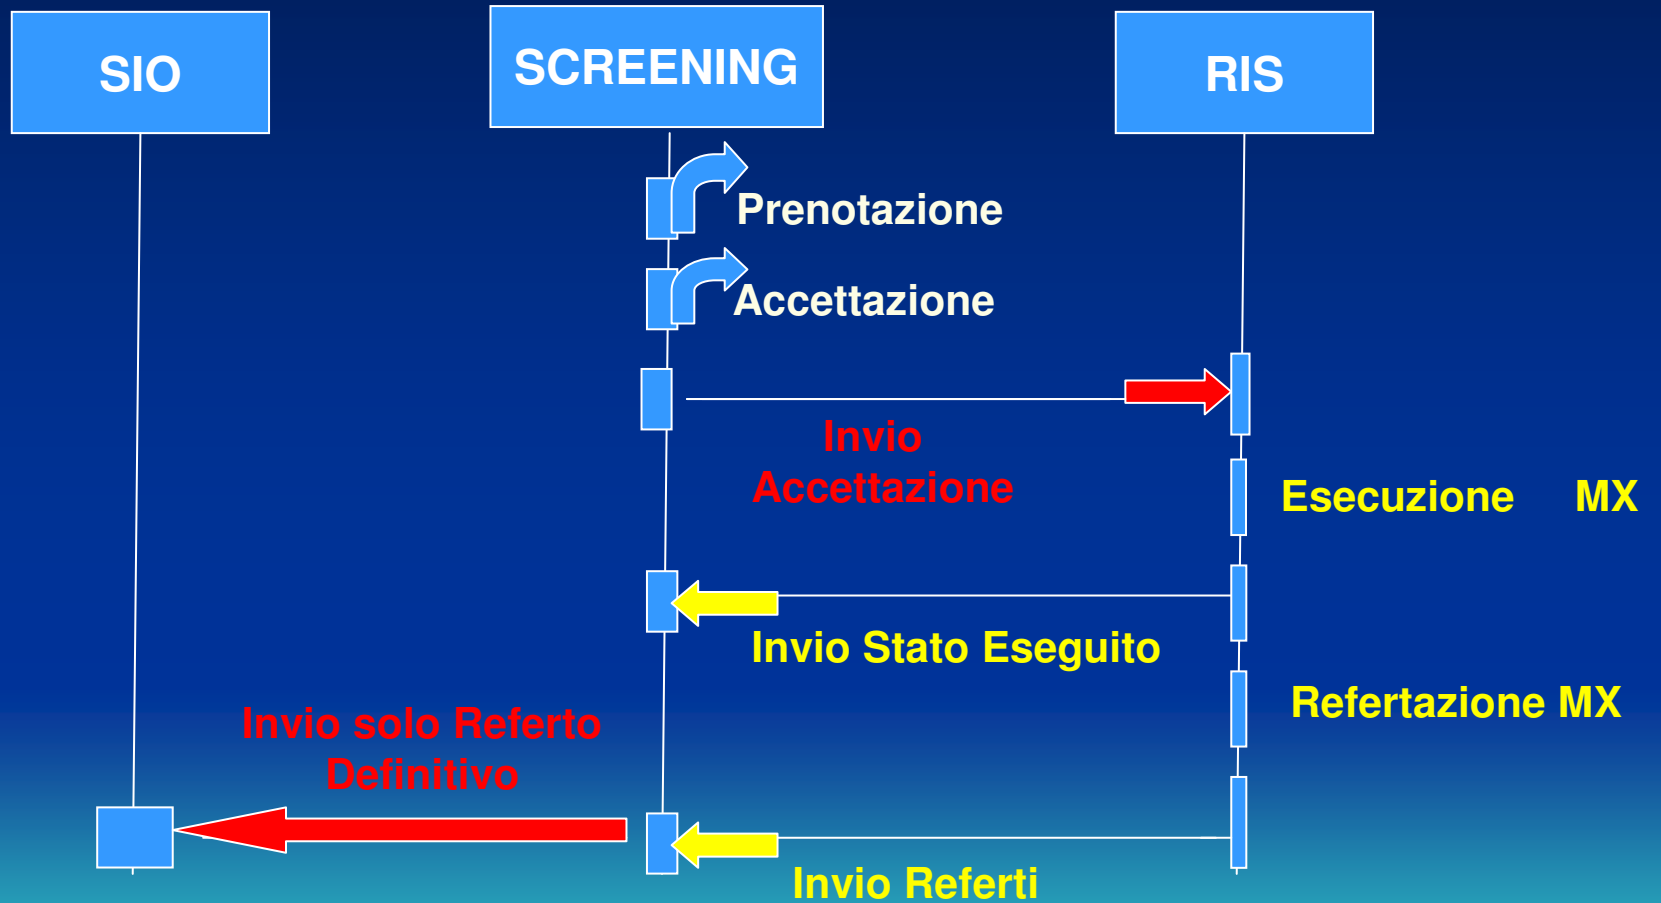 SIO
SCREENING
RIS
Prenotazione
Accettazione
Invio
Accettazione
Esecuzione MX
Invio Stato Eseguito
Refertazione MX
Invio solo Referto
Definitivo
Invio Referti